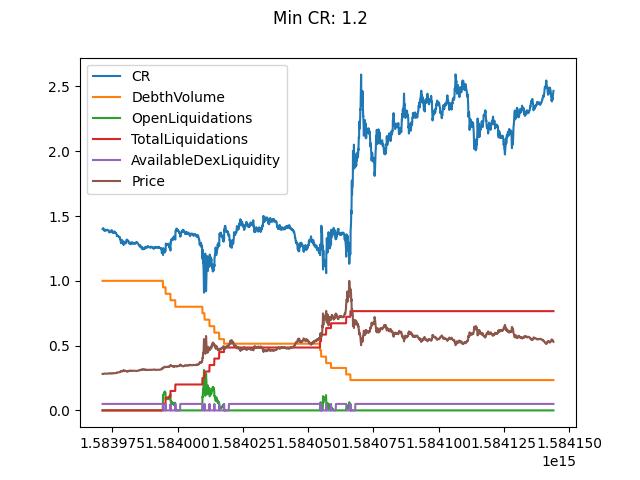 Min CR: 1.2
CR
DebthVolume
OpenLiquidations
TotalLiquidations
AvailableDexLiquidity
Price
2.5
2.0
1.5
1.0
0.5
0.0
1.583975 1.584000 1.584025 1.584050 1.584075 1.584100 1.584125 1.584150
1e15